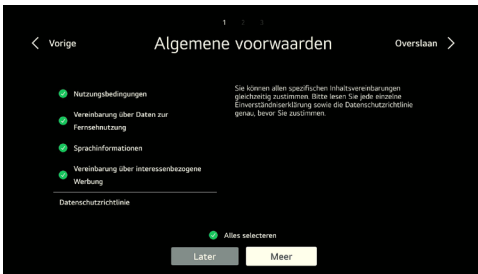 1 2 3
Vorige
Algemene voorwaarden
Overslaan
Nutzungsbedingungen
Vereinbarung über Daten zur
Fernsehnutzung
Sprachinformationen
Vereinbarung über interessenbezogene
Werbung
Datenschutzrichtlinie
Sie können allen spezifischen Inhaltsvereinbarungen
gleichzeitig zustimmen. Bitte lesen Sie jede einzelne
Einverständniserklärung sowie die Datenschutzrichtlinie
genau, bevor Sie zustimmen.
Alles selecteren
Later
Meer